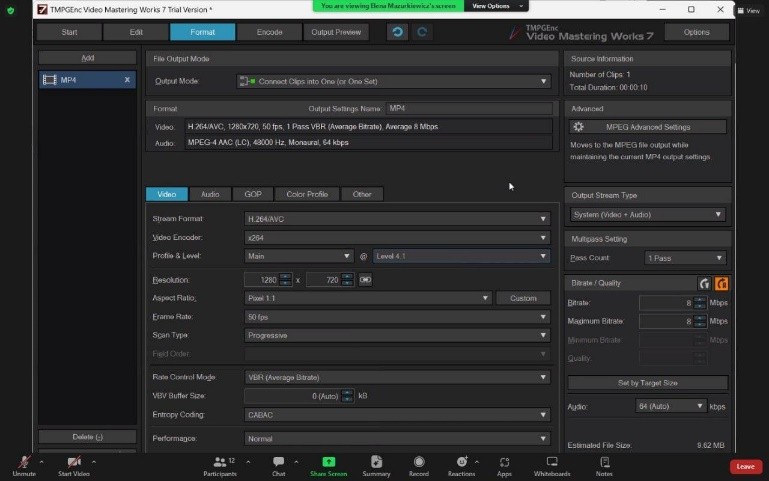 TMPGEnc Video Mastering Works 7 Trial Version *
You are viewing Elena Mazurkiewicz's screen
View Options
View
Start
Edit
Format
Encode
Output Preview
TMPGEnc
Video Mastering Works 7
Options
Add
MP4 X
File Output Mode
Output Mode: Connect Clips into One (or One Set)
Format
Output Settings Name: MP4
Video: H.264/AVC, 1280x720, 50 fps, 1 Pass VBR (Average Bitrate), Average 8 Mbps
Audio: MPEG-4 AAC (LC), 48000 Hz, Monaural, 64 kbps
Video
Audio
GOP
Color Profile
Other
Stream Format: H.264/AVC
Video Encoder: x264
Profile & Level: Main @ Level 4.1
Resolution: 1280 x 720
Aspect Ratio: Pixel 1:1 Custom
Frame Rate: 50 fps
Scan Type: Progressive
Field Order:
Rate Control Mode: VBR (Average Bitrate)
VBV Buffer Size: 0 (Auto) kB
Entropy Coding: CABAC
Performance: Normal
Source Information
Number of Clips: 1
Total Duration: 00:00:10
Advanced
MPEG Advanced Settings
Moves to the MPEG file output while
maintaining the current MP4 output settings.
Output Stream Type
System (Video + Audio)
Multipass Setting
Pass Count: 1 Pass
Bitrate / Quality
Bitrate: 8 Mbps
Maximum Bitrate: 8 Mbps
Minimum Bitrate: Mbps
Quality:
Set by Target Size
Audio: 64 (Auto) kbps
Estimated File Size: 9.62 MB
Delete (-)
Unmute
Start Video
12
Participants
Chat
Share Screen
Summary
Record
Reactions
Apps
Whiteboards
Notes
Leave